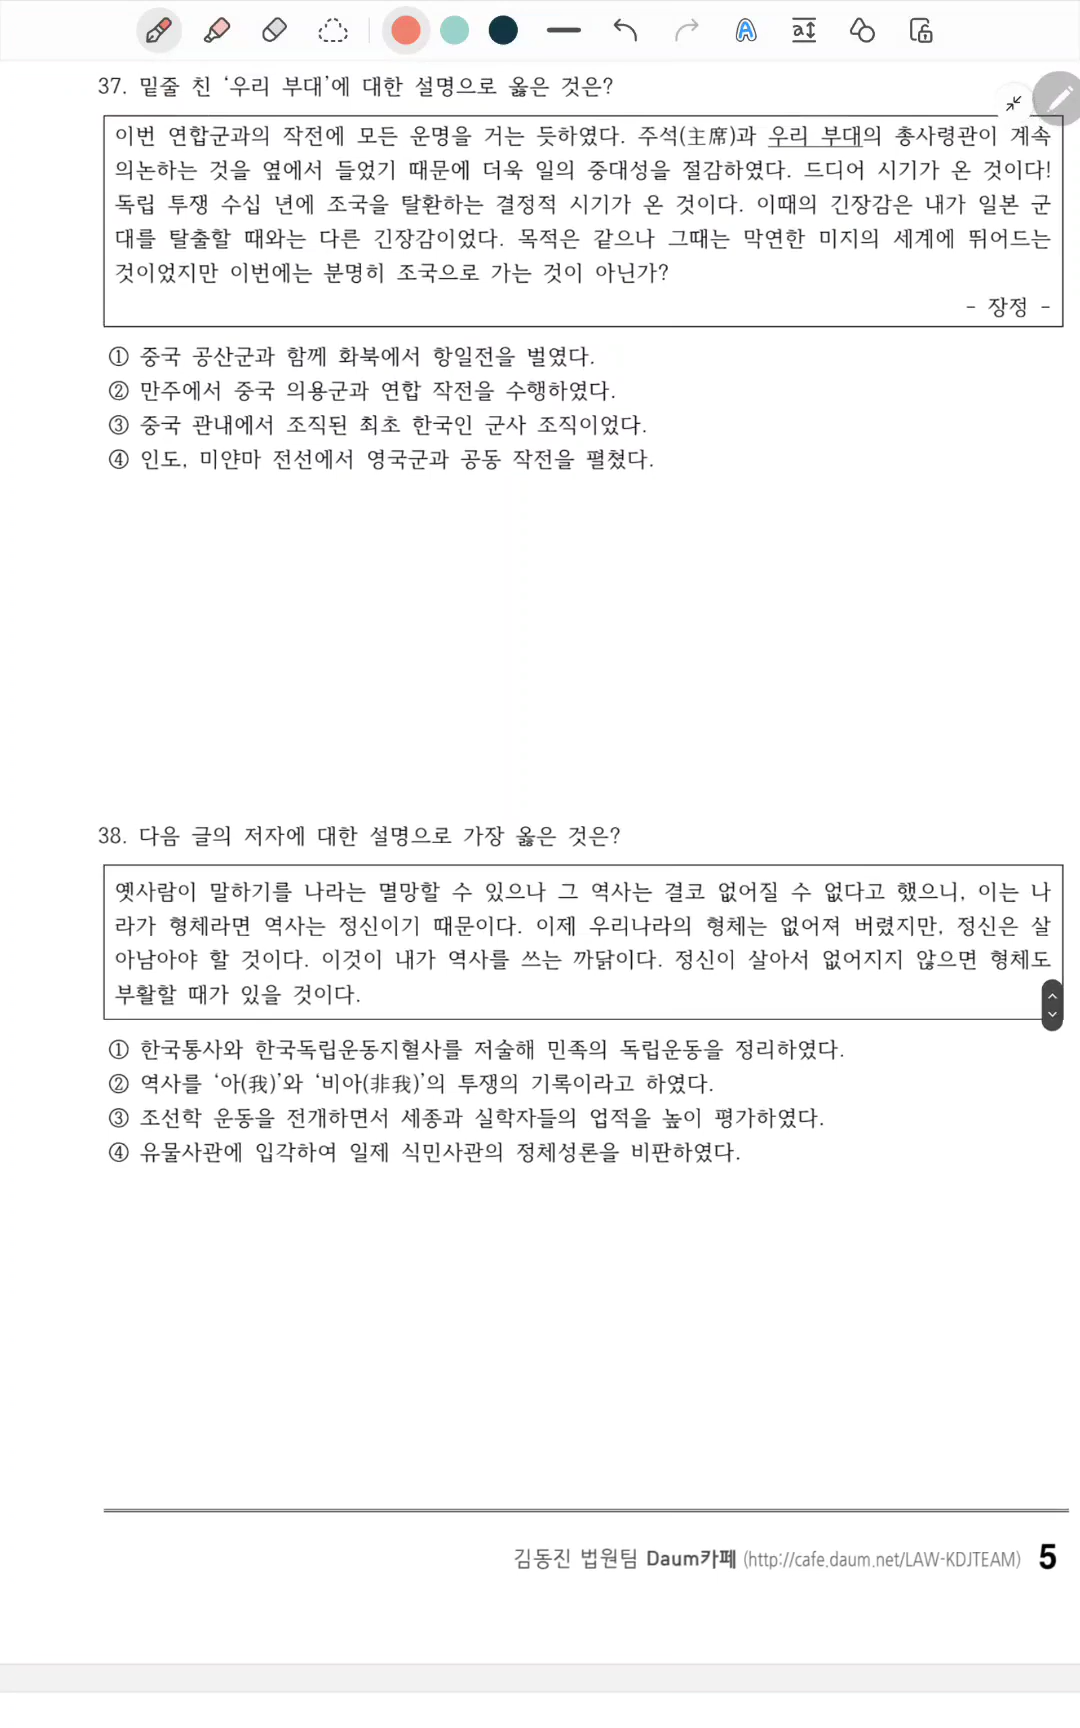 37. 밑줄 친 ‘우리 부대’에 대한 설명으로 옳은 것은?
이번 연합군과의 작전에 모든 운명을 거는 듯하였다. 주석(主席)과 우리 부대의 총사령관이 계속
의논하는 것을 옆에서 들었기 때문에 더욱 일의 중대성을 절감하였다. 드디어 시기가 온 것이다!
독립 투쟁 수십 년에 조국을 탈환하는 결정적 시기가 온 것이다. 이때의 긴장감은 내가 일본 군
대를 탈출할 때와는 다른 긴장감이었다. 목적은 같으나 그때는 막연한 미지의 세계에 뛰어드는
것이었지만 이번에는 분명히 조국으로 가는 것이 아닌가?
- 장정 -
① 중국 공산군과 함께 화북에서 항일전을 벌였다.
② 만주에서 중국 의용군과 연합 작전을 수행하였다.
③ 중국 관내에서 조직된 최초 한국인 군사 조직이었다.
④ 인도, 미얀마 전선에서 영국군과 공동 작전을 펼쳤다.
38. 다음 글의 저자에 대한 설명으로 가장 옳은 것은?
옛사람이 말하기를 나라는 멸망할 수 있으나 그 역사는 결코 없어질 수 없다고 했으니, 이는 나
라가 형체라면 역사는 정신이기 때문이다. 이제 우리나라의 형체는 없어져 버렸지만, 정신은 살
아남아야 할 것이다. 이것이 내가 역사를 쓰는 까닭이다. 정신이 살아서 없어지지 않으면 형체도
부활할 때가 있을 것이다.
① 한국통사와 한국독립운동지혈사를 저술해 민족의 독립운동을 정리하였다.
② 역사를 ‘아(我)’와 ‘비아(非我)’의 투쟁의 기록이라고 하였다.
③ 조선학 운동을 전개하면서 세종과 실학자들의 업적을 높이 평가하였다.
④ 유물사관에 입각하여 일제 식민사관의 정체성론을 비판하였다.
김동진 법원팀 Daum카페 (http://cafe.daum.net/LAW-KDJTEAM) 5